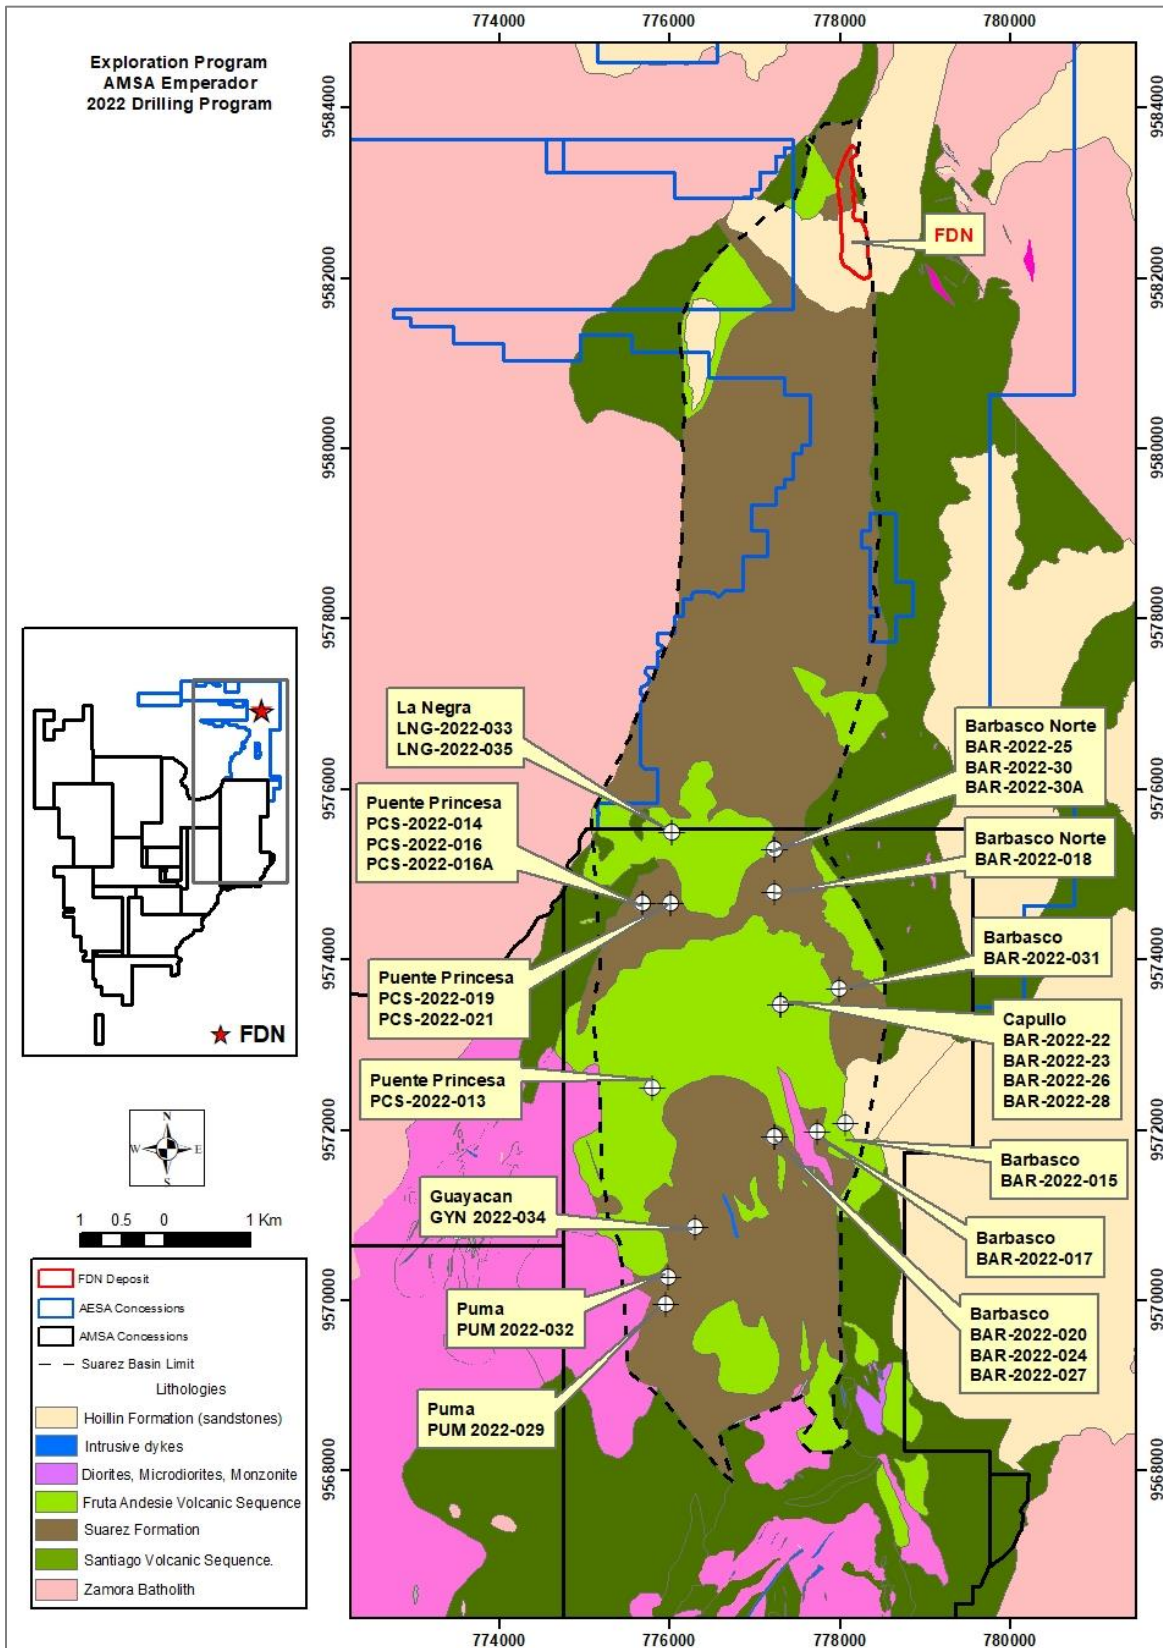 Exploration Program
AMSA Emperador
2022 Drilling Program
774000
776000
778000
780000
9584000
9582000
9580000
9578000
9576000
9574000
9572000
9570000
9568000
9584000
9582000
9580000
9578000
9576000
9574000
9572000
9570000
9568000
FDN
La Negra
LNG-2022-033
LNG-2022-035
Puente Princesa
PCS-2022-014
PCS-2022-016
PCS-2022-016A
Puente Princesa
PCS-2022-019
PCS-2022-021
Puente Princesa
PCS-2022-013
Guayacan
GYN 2022-034
Puma
PUM 2022-032
Puma
PUM 2022-029
Barbasco Norte
BAR-2022-25
BAR-2022-30
BAR-2022-30A
Barbasco Norte
BAR-2022-018
Barbasco
BAR-2022-031
Capullo
BAR-2022-22
BAR-2022-23
BAR-2022-26
BAR-2022-28
Barbasco
BAR-2022-015
Barbasco
BAR-2022-017
Barbasco
BAR-2022-020
BAR-2022-024
BAR-2022-027
FDN
N
W E
S
1 0.5 0 1 Km
FDN Deposit
AESA Concessions
AMSA Concessions
Suarez Basin Limit
Lithologies
Hoillin Formation (sandstones)
Intrusive dykes
Diorites, Microdiorites, Monzonite
Fruta Andesie Volcanic Sequence
Suarez Formation
Santiago Volcanic Sequence.
Zamora Batholith
774000
776000
778000
780000